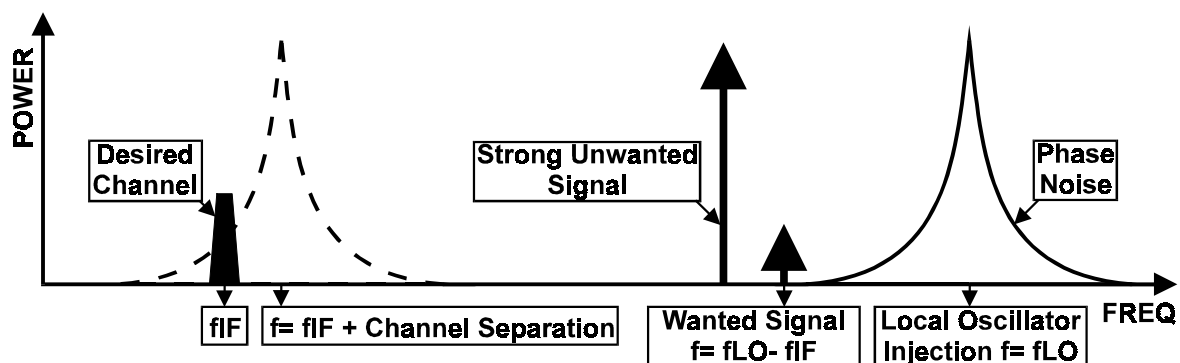 POWER
Desired
Channel
Strong Unwanted
Signal
Phase
Noise
fIF
f= fIF + Channel Separation
Wanted Signal
f= fLO- fIF
Local Oscillator
Injection f= fLO
FREQ